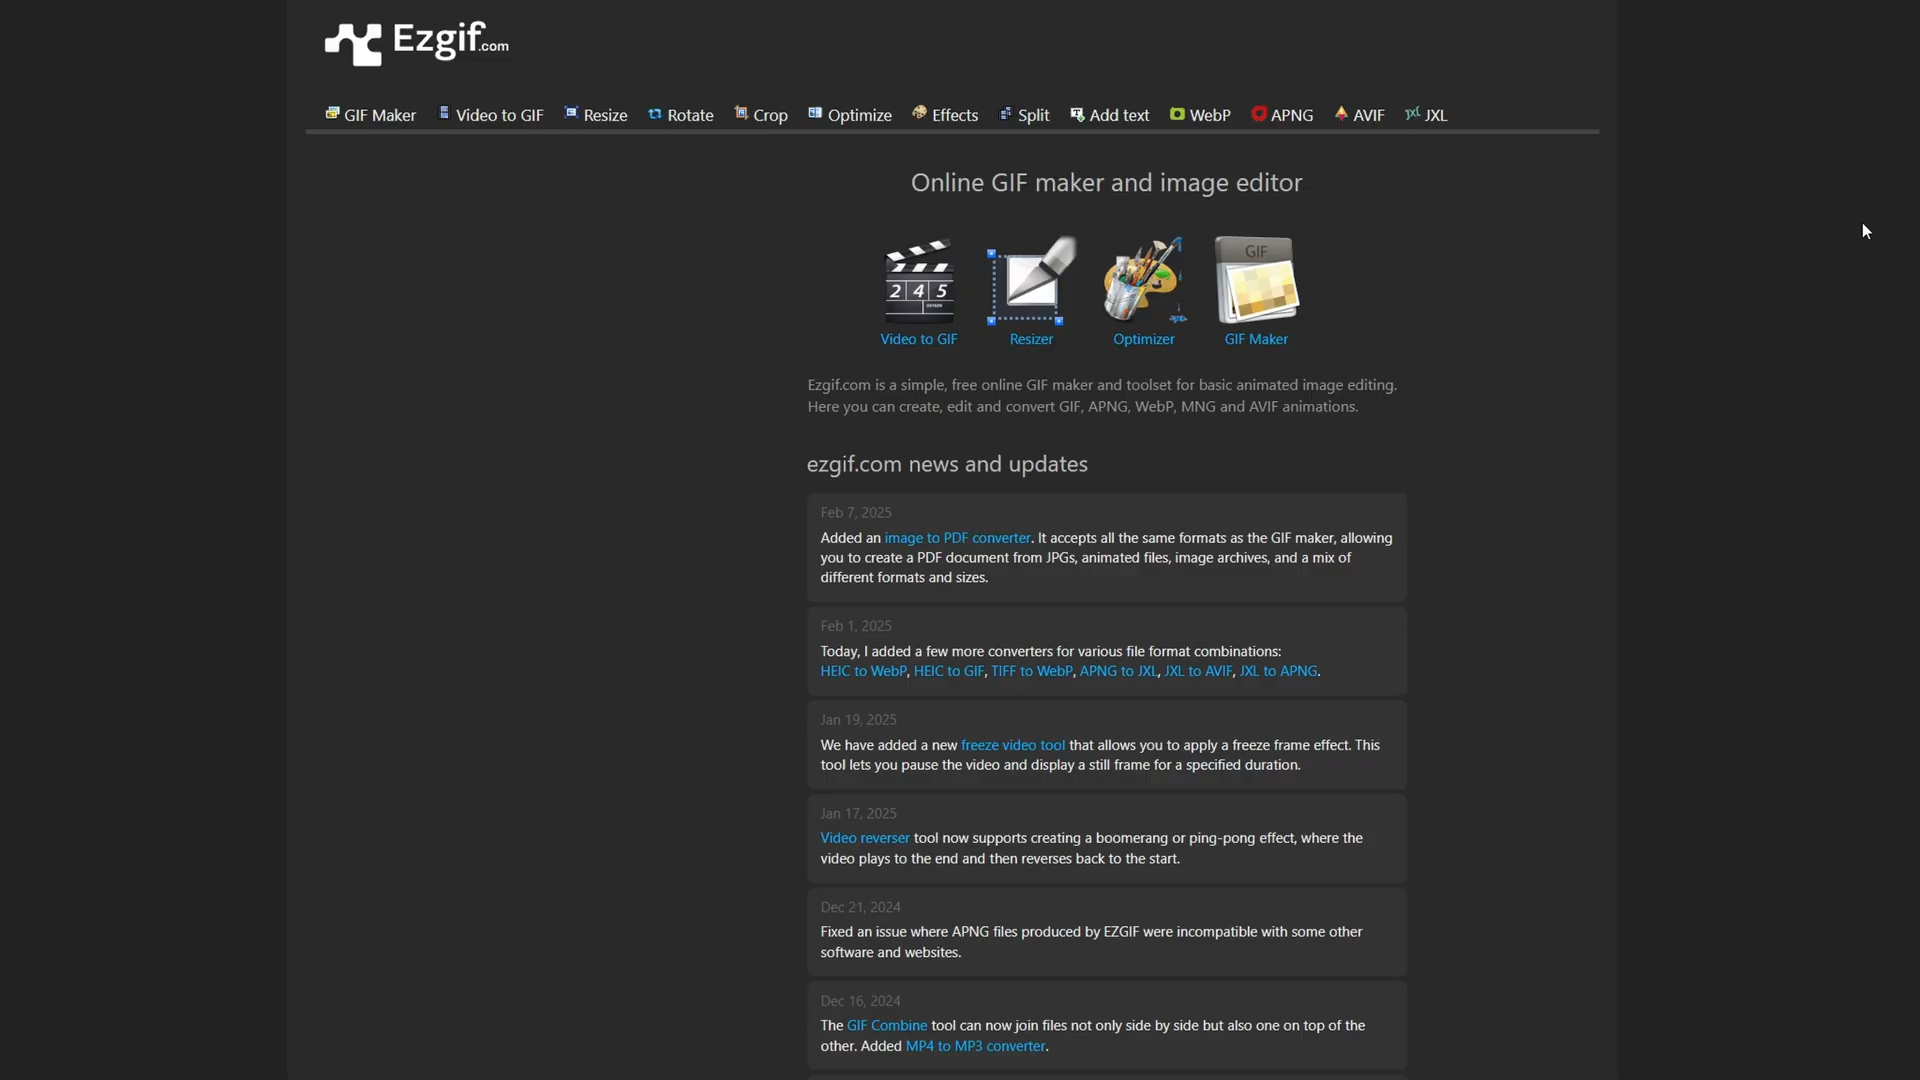 Ezgif.com
GIF Maker Video to GIF Resize Rotate Crop Optimize Effects Split Add text WebP APNG AVIF JXL
Online GIF maker and image editor
2 4 5
GIF
Video to GIF Resizer Optimizer GIF Maker
Ezgif.com is a simple, free online GIF maker and toolset for basic animated image editing.
Here you can create, edit and convert GIF, APNG, WebP, MNG and AVIF animations.
ezgif.com news and updates
Feb 7, 2025
Added an image to PDF converter. It accepts all the same formats as the GIF maker, allowing
you to create a PDF document from JPGs, animated files, image archives, and a mix of
different formats and sizes.
Feb 1, 2025
Today, I added a few more converters for various file format combinations:
HEIC to WebP, HEIC to GIF, TIFF to WebP, APNG to JXL, JXL to AVIF, JXL to APNG.
Jan 19, 2025
We have added a new freeze video tool that allows you to apply a freeze frame effect. This
tool lets you pause the video and display a still frame for a specified duration.
Jan 17, 2025
Video reverser tool now supports creating a boomerang or ping-pong effect, where the
video plays to the end and then reverses back to the start.
Dec 21, 2024
Fixed an issue where APNG files produced by EZGIF were incompatible with some other
software and websites.
Dec 16, 2024
The GIF Combine tool can now join files not only side by side but also one on top of the
other. Added MP4 to MP3 converter.